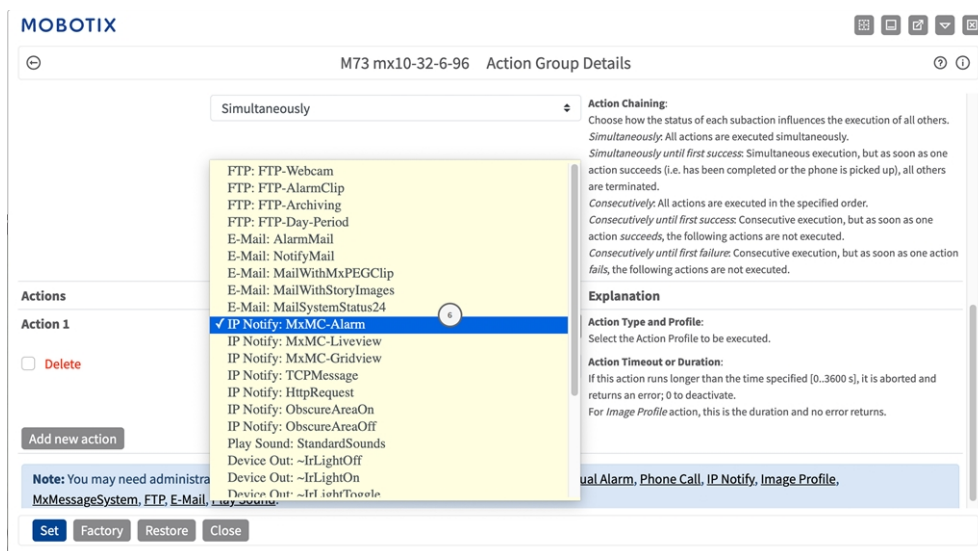 MOBOTIX
M73 mx10-32-6-96 Action Group Details
Simultaneously
Action Chaining:
Choose how the status of each subaction influences the execution of all others.
Simultaneously: All actions are executed simultaneously.
Simultaneously until first success: Simultaneous execution, but as soon as one
action succeeds (i.e. has been completed or the phone is picked up), all others
are terminated.
Consecutively: All actions are executed in the specified order.
Consecutively until first success: Consecutive execution, but as soon as one
action succeeds, the following actions are not executed.
Consecutively until first failure: Consecutive execution, but as soon as one action
fails, the following actions are not executed.
FTP: FTP-Webcam
FTP: FTP-AlarmClip
FTP: FTP-Archiving
FTP: FTP-Day-Period
E-Mail: AlarmMail
E-Mail: NotifyMail
E-Mail: MailWithMxPEGClip
E-Mail: MailWithStoryImages
E-Mail: MailSystemStatus24
6
✓ IP Notify: MxMC-Alarm
IP Notify: MxMC-Liveview
IP Notify: MxMC-Gridview
IP Notify: TCPMessage
IP Notify: HttpRequest
IP Notify: ObscureAreaOn
IP Notify: ObscureAreaOff
Play Sound: StandardSounds
Device Out: ~IrLightOff
Device Out: ~IrLightOn
Device Out: ~IrLightToggle
Actions
Explanation
Action 1
Action Type and Profile:
Select the Action Profile to be executed.
Delete
Action Timeout or Duration:
If this action runs longer than the time specified [0..3600 s], it is aborted and
returns an error; 0 to deactivate.
For Image Profile action, this is the duration and no error returns.
Add new action
Note: You may need administra
ual Alarm, Phone Call, IP Notify, Image Profile,
MxMessageSystem, FTP, E-Mail, Play Sound.
Set Factory Restore Close